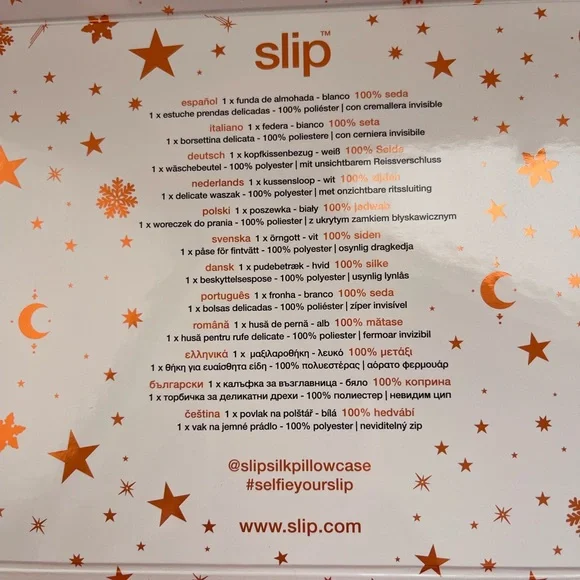 slip™
español 1 x funda de almohada - blanco 100% seda
1 x estuche prendas delicadas - 100% poliéster | con cremallera invisible
italiano 1 x federa - bianco 100% seta
1 x borsettina delicata - 100% poliestere | con cerniera invisibile
deutsch 1 x kopfkissenbezug - weiß 100% Seide
1 x wäschebeutel - 100% polyester | mit unsichtbarem Reissverschluss
nederlands 1 x kussensloop - wit 100% zijden
1 x delicate waszak - 100% polyester | met onzichtbare ritssluiting
polski 1 x poszewka - biały 100% jedwab
1 x woreczek do prania - 100% poliester | z ukrytym zamkiem błyskawicznym
svenska 1 x örngott - vit 100% siden
1 x påse för fintvätt - 100% polyester | osynlig dragkedja
dansk 1 x pudebetræk - hvid 100% silke
1 x beskyttelsespose - 100% polyester | usynlig lynlås
português 1 x fronha - branco 100% seda
1 x bolsas delicadas - 100% poliéster | zíper invisível
română 1 x husă de pernă - alb 100% mătase
1 x husă pentru rufe delicate - 100% poliester | fermoar invizibil
ελληνικά 1 x μαξιλαροθήκη - λευκό 100% μετάξι
1 x θήκη για ευαίσθητα είδη - 100% πολυεστέρας | αόρατο φερμουάρ
български 1 x калъфка за възглавница - бяло 100% коприна
1 x торбичка за деликатни дрехи - 100% полиестер | невидим цип
čeština 1 x povlak na polštář - bílá 100% hedvábí
1 x vak na jemné prádlo - 100% polyester | neviditelný zip
@slipsilkpillowcase
#selfieyourslip
www.slip.com